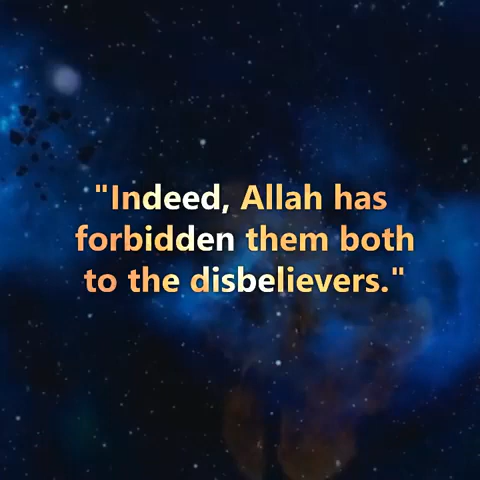 "Indeed, Allah has
forbidden them both
to the disbelievers."